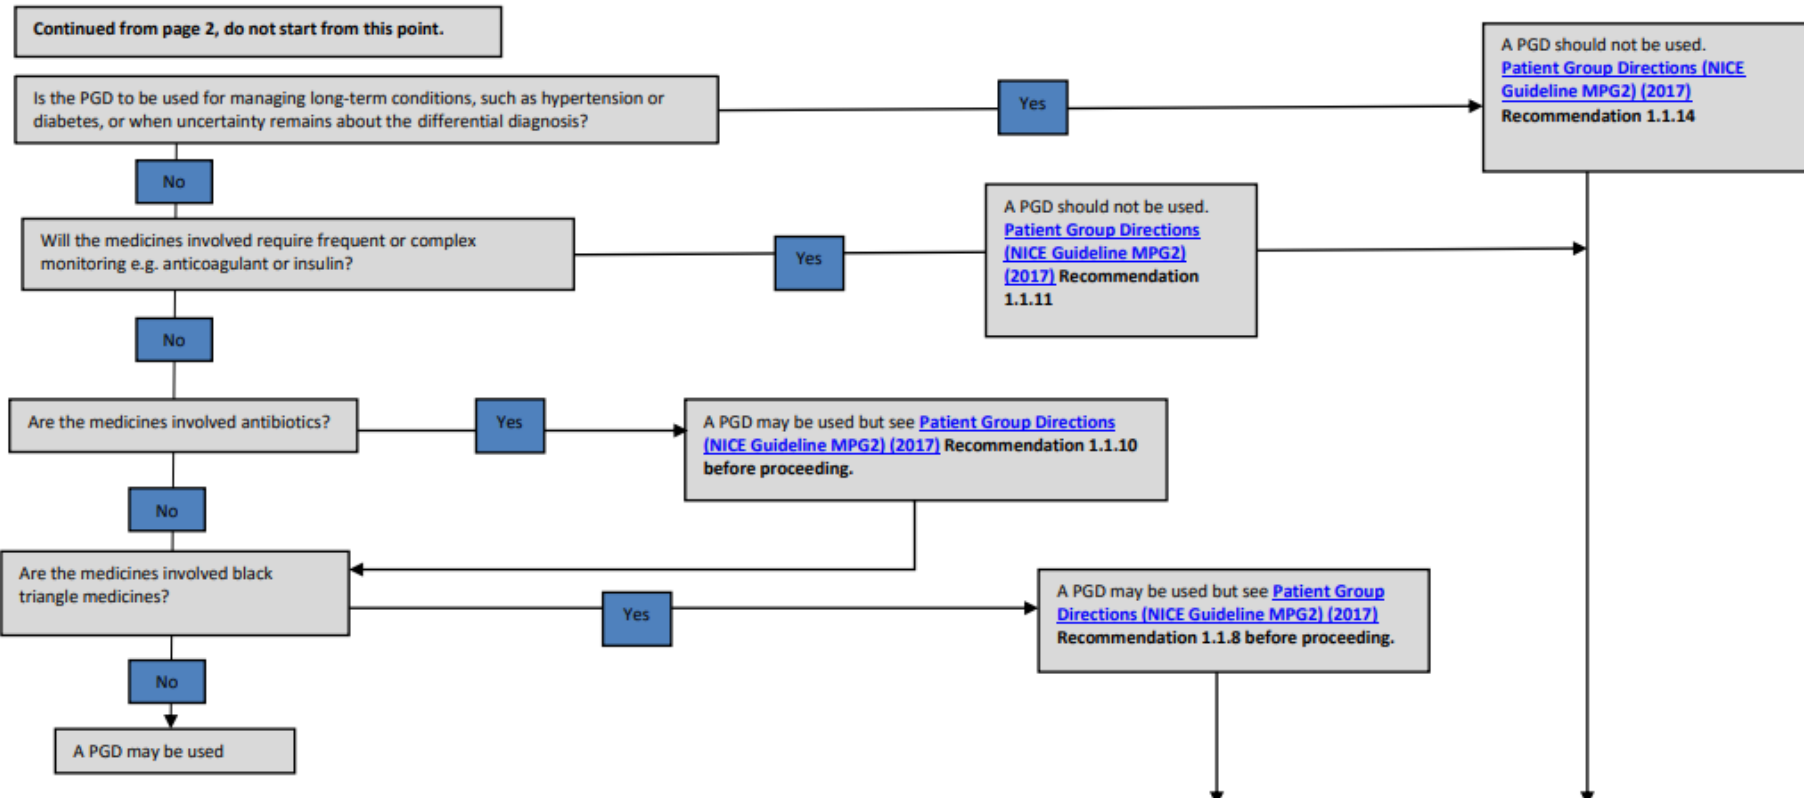 Continued from page 2, do not start from this point.
A PGD should not be used.
Patient Group Directions (NICE
Guideline MPG2) (2017)
Recommendation 1.1.14
Is the PGD to be used for managing long-term conditions, such as hypertension or
diabetes, or when uncertainty remains about the differential diagnosis?
Yes
No
A PGD should not be used.
Patient Group Directions
(NICE Guideline MPG2)
(2017) Recommendation
1.1.11
Will the medicines involved require frequent or complex
monitoring e.g. anticoagulant or insulin?
Yes
No
Are the medicines involved antibiotics?
Yes
A PGD may be used but see Patient Group Directions
(NICE Guideline MPG2) (2017) Recommendation 1.1.10
before proceeding.
No
Are the medicines involved black
triangle medicines?
Yes
A PGD may be used but see Patient Group
Directions (NICE Guideline MPG2) (2017)
Recommendation 1.1.8 before proceeding.
No
A PGD may be used